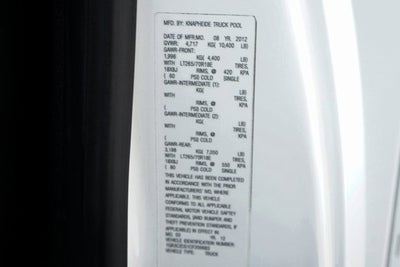 MFG. BY: KNAPHEIDE TRUCK POOL
DATE OF MFG.: MO. 08 YR. 2012
GVWR: 4,717 KG( 10,400 LB)
GAWR-FRONT:
1,996 KG( 4,400 LB)
WITH LT265/70R18E TIRES,
18X8J RIMS, @ 420 KPA
( 60 PSI) COLD SINGLE
GAWR-INTERMEDIATE (1):
KG( LB)
WITH TIRES,
RIMS, @ KPA
( PSI) COLD
GAWR-INTERMEDIATE (2):
KG( LB)
WITH TIRES,
RIMS, @ KPA
( PSI) COLD
GAWR-REAR:
3,198 KG( 7,050 LB)
WITH LT265/70R18E TIRES,
18X8J RIMS, @ 550 KPA
( 80 PSI) COLD SINGLE
THIS VEHICLE HAS BEEN COMPLETED
IN ACCORDANCE WITH THE PRIOR
MANUFACTURERS' IVD, WHERE
APPLICABLE. THIS VEHICLE
CONFORMS TO ALL APPLICABLE
FEDERAL MOTOR VEHICLE SAFETY
STANDARDS, [AND BUMPER AND
THEFT PREVENTION STANDARDS, IF
APPLICABLE] IN EFFECT IN:
MO. YR. 12
VEHICLE IDENTIFICATION NUMBER:
VEHICLE TYPE: TRUCK